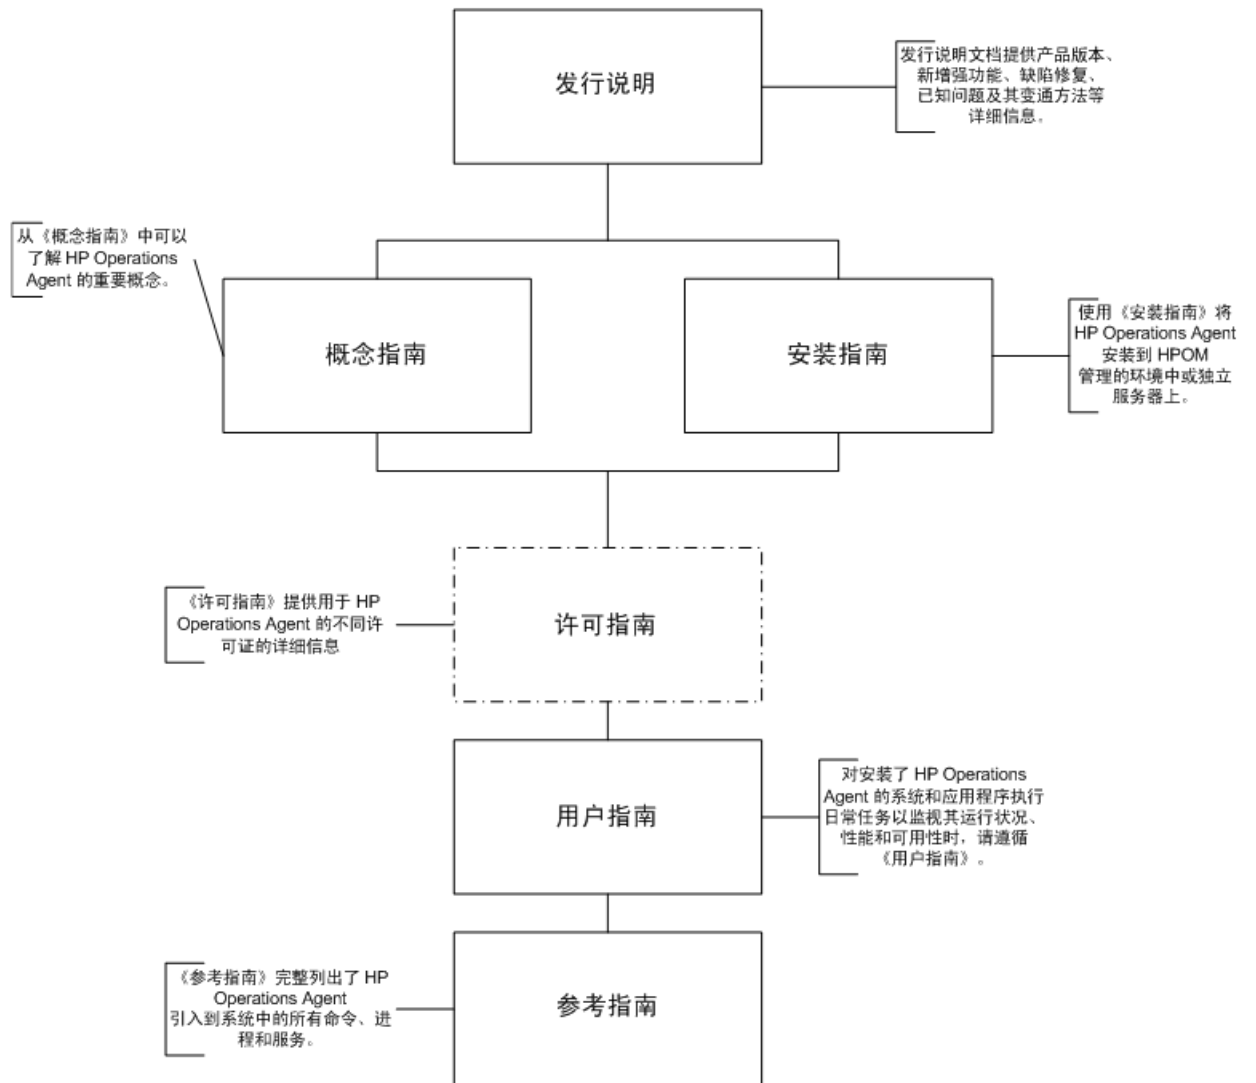 发行说明
发行说明文档提供产品版本、
新增强功能、缺陷修复、
已知问题及其变通方法等
详细信息。
从《概念指南》中可以
了解 HP Operations
Agent 的重要概念。
概念指南
安装指南
使用《安装指南》将
HP Operations Agent
安装到 HPOM
管理的环境中或独立
服务器上。
《许可指南》提供用于 HP
Operations Agent 的不同许
可证的详细信息
许可指南
用户指南
对安装了 HP Operations
Agent 的系统和应用程序执行
日常任务以监视其运行状况、
性能和可用性时，请遵循
《用户指南》。
《参考指南》完整列出了 HP
Operations Agent
引入到系统中的所有命令、进
程和服务。
参考指南